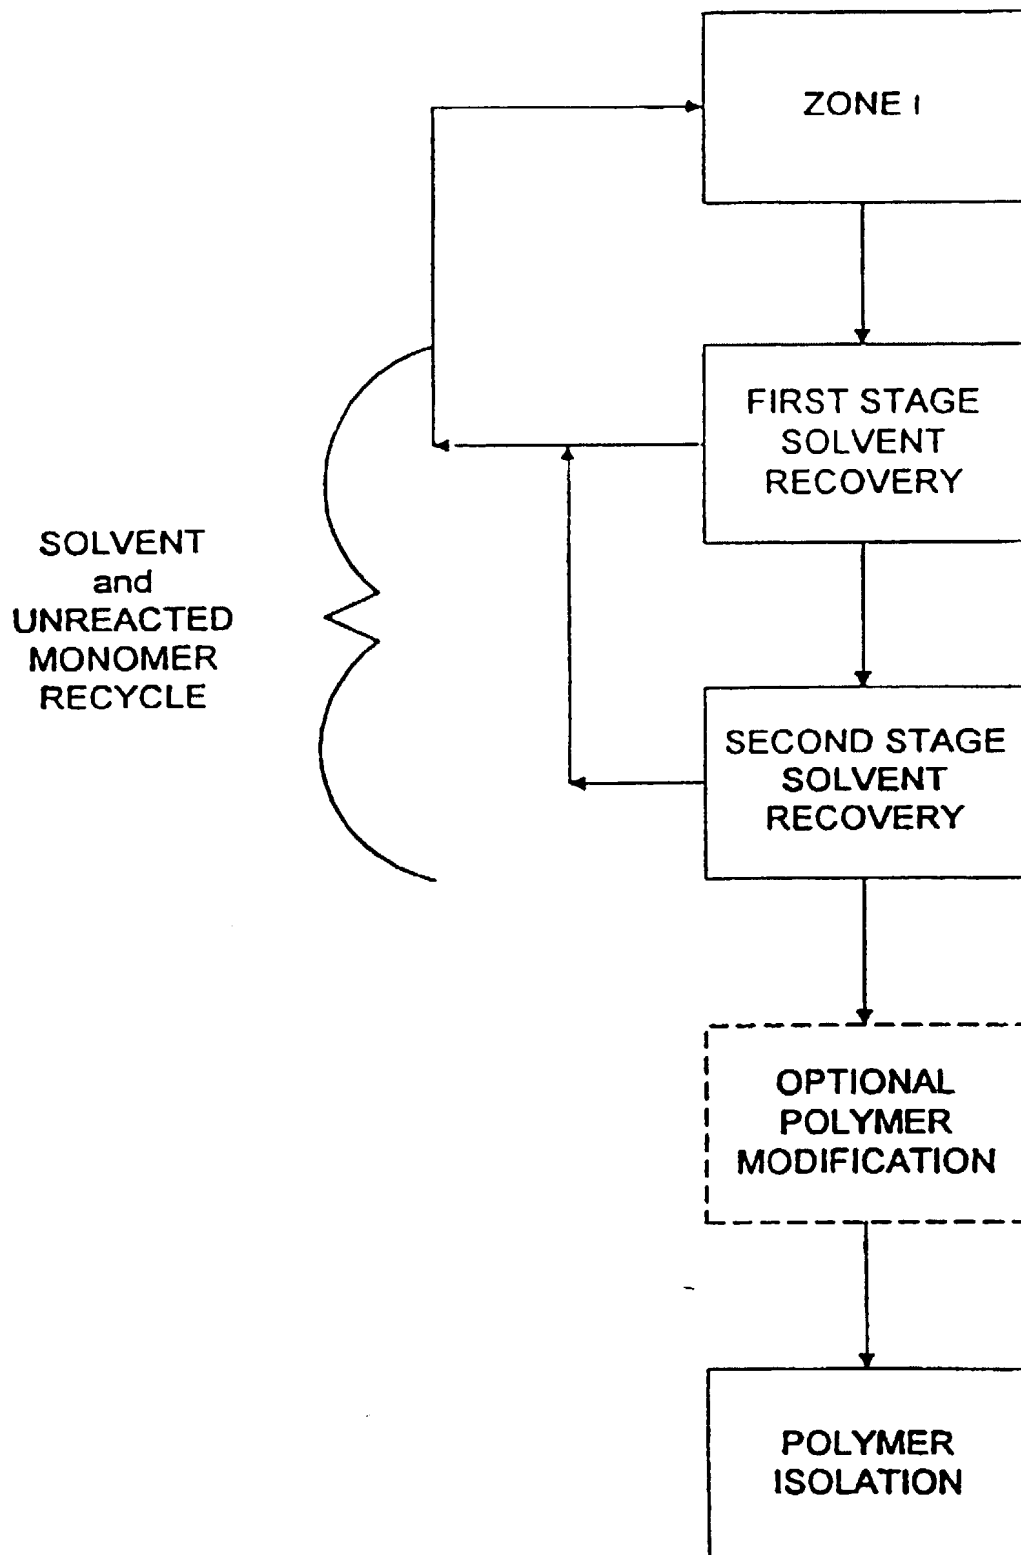 ZONE I
FIRST STAGE
SOLVENT
RECOVERY
SOLVENT
and
UNREACTED
MONOMER
RECYCLE
SECOND STAGE
SOLVENT
RECOVERY
OPTIONAL
POLYMER
MODIFICATION
POLYMER
ISOLATION